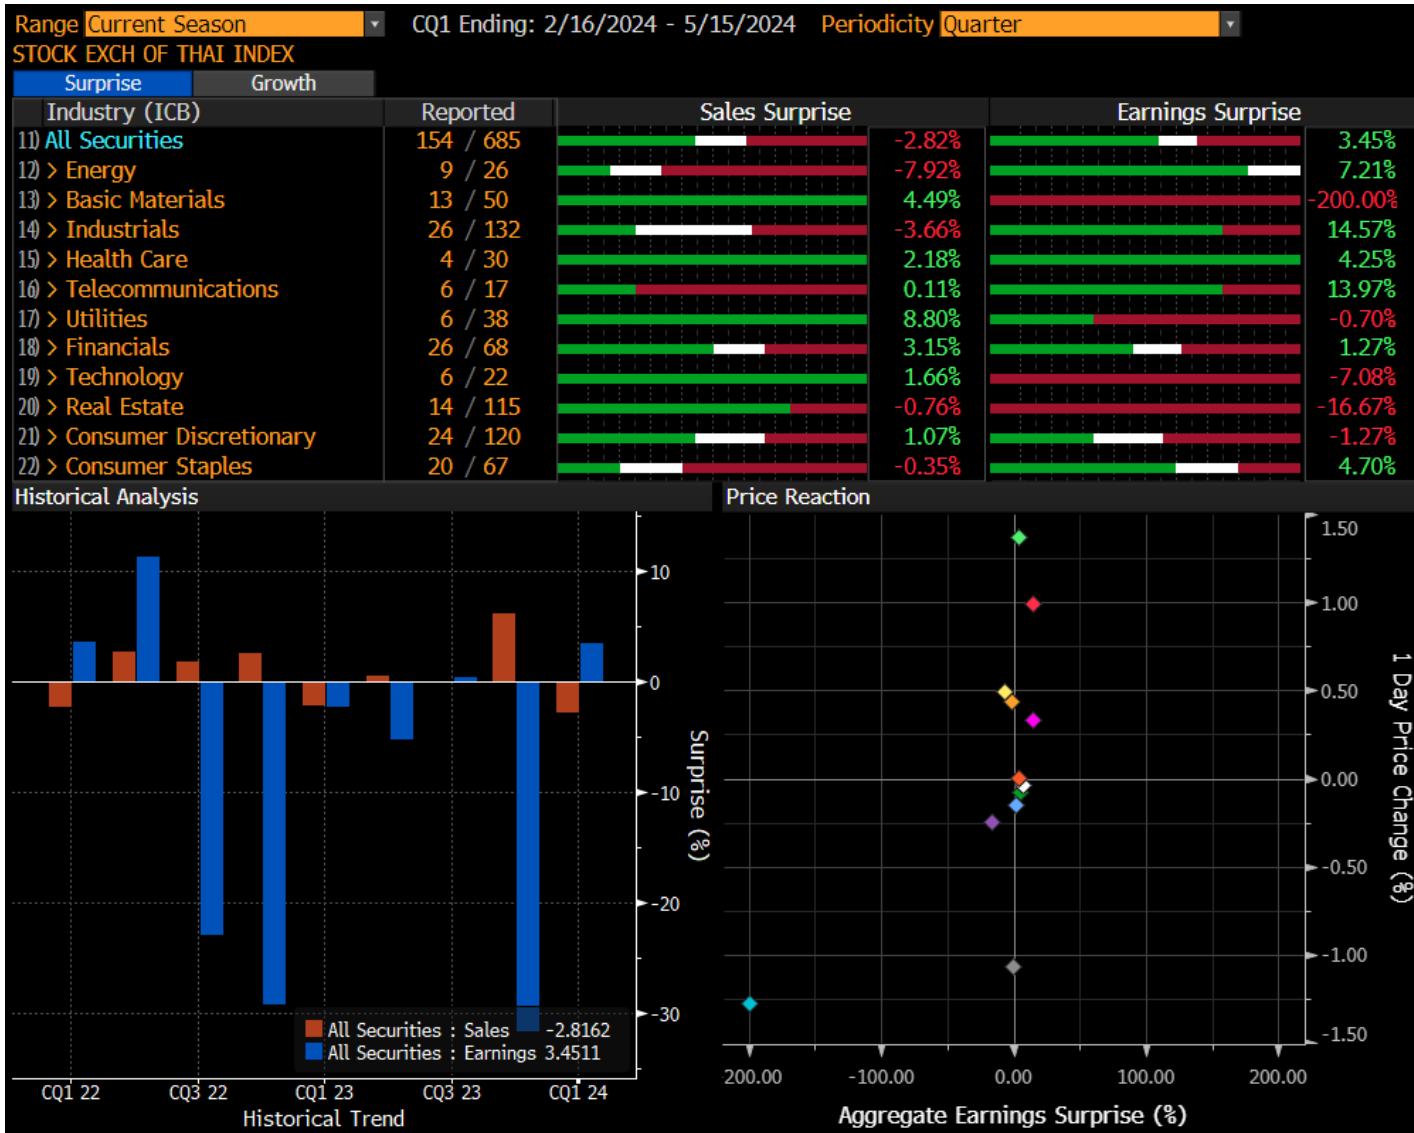 Range Current Season CQ1 Ending: 2/16/2024 - 5/15/2024 Periodicity Quarter
STOCK EXCH OF THAI INDEX
Surprise Growth
Industry (ICB) Reported Sales Surprise Earnings Surprise
11) All Securities 154 / 685 -2.82% 3.45%
12) > Energy 9 / 26 -7.92% 7.21%
13) > Basic Materials 13 / 50 4.49% -200.00%
14) > Industrials 26 / 132 -3.66% 14.57%
15) > Health Care 4 / 30 2.18% 4.25%
16) > Telecommunications 6 / 17 0.11% 13.97%
17) > Utilities 6 / 38 8.80% -0.70%
18) > Financials 26 / 68 3.15% 1.27%
19) > Technology 6 / 22 1.66% -7.08%
20) > Real Estate 14 / 115 -0.76% -16.67%
21) > Consumer Discretionary 24 / 120 1.07% -1.27%
22) > Consumer Staples 20 / 67 -0.35% 4.70%
Historical Analysis
10
0
-10
-20
-30
Surprise (%)
All Securities : Sales -2.8162
All Securities : Earnings 3.4511
CQ1 22 CQ3 22 CQ1 23 CQ3 23 CQ1 24
Historical Trend
Price Reaction
1.50
1.00
0.50
0.00
-0.50
-1.00
-1.50
1 Day Price Change (%)
200.00 -100.00 0.00 100.00 200.00
Aggregate Earnings Surprise (%)